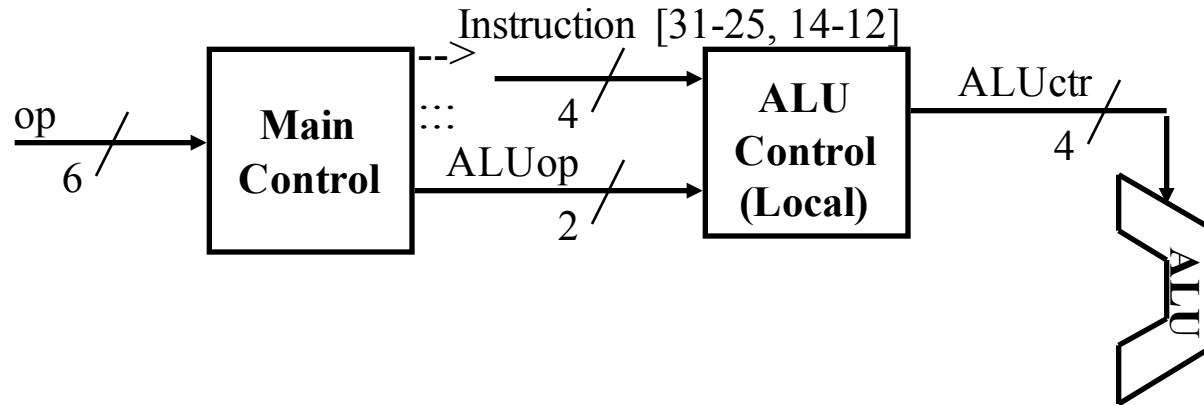 Instruction [31-25, 14-12]
-->
4
:::
op
6
Main
Control
ALUop
2
ALU
Control
(Local)
ALUctr
4
ALU